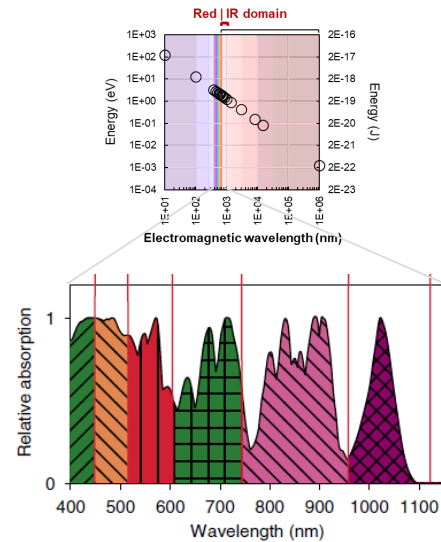 Red | IR domain
1E+03
1E+02
1E+01
1E+00
1E-01
1E-02
1E-03
1E-04
Energy (eV)
2E-16
2E-17
2E-18
2E-19
2E-20
2E-21
2E-22
2E-23
Energy (J)
1E+01
1E+02
1E+03
1E+04
1E+05
1E+06
Electromagnetic wavelength (nm)
Relative absorption
1
0
400 500 600 700 800 900 1000 1100
Wavelength (nm)